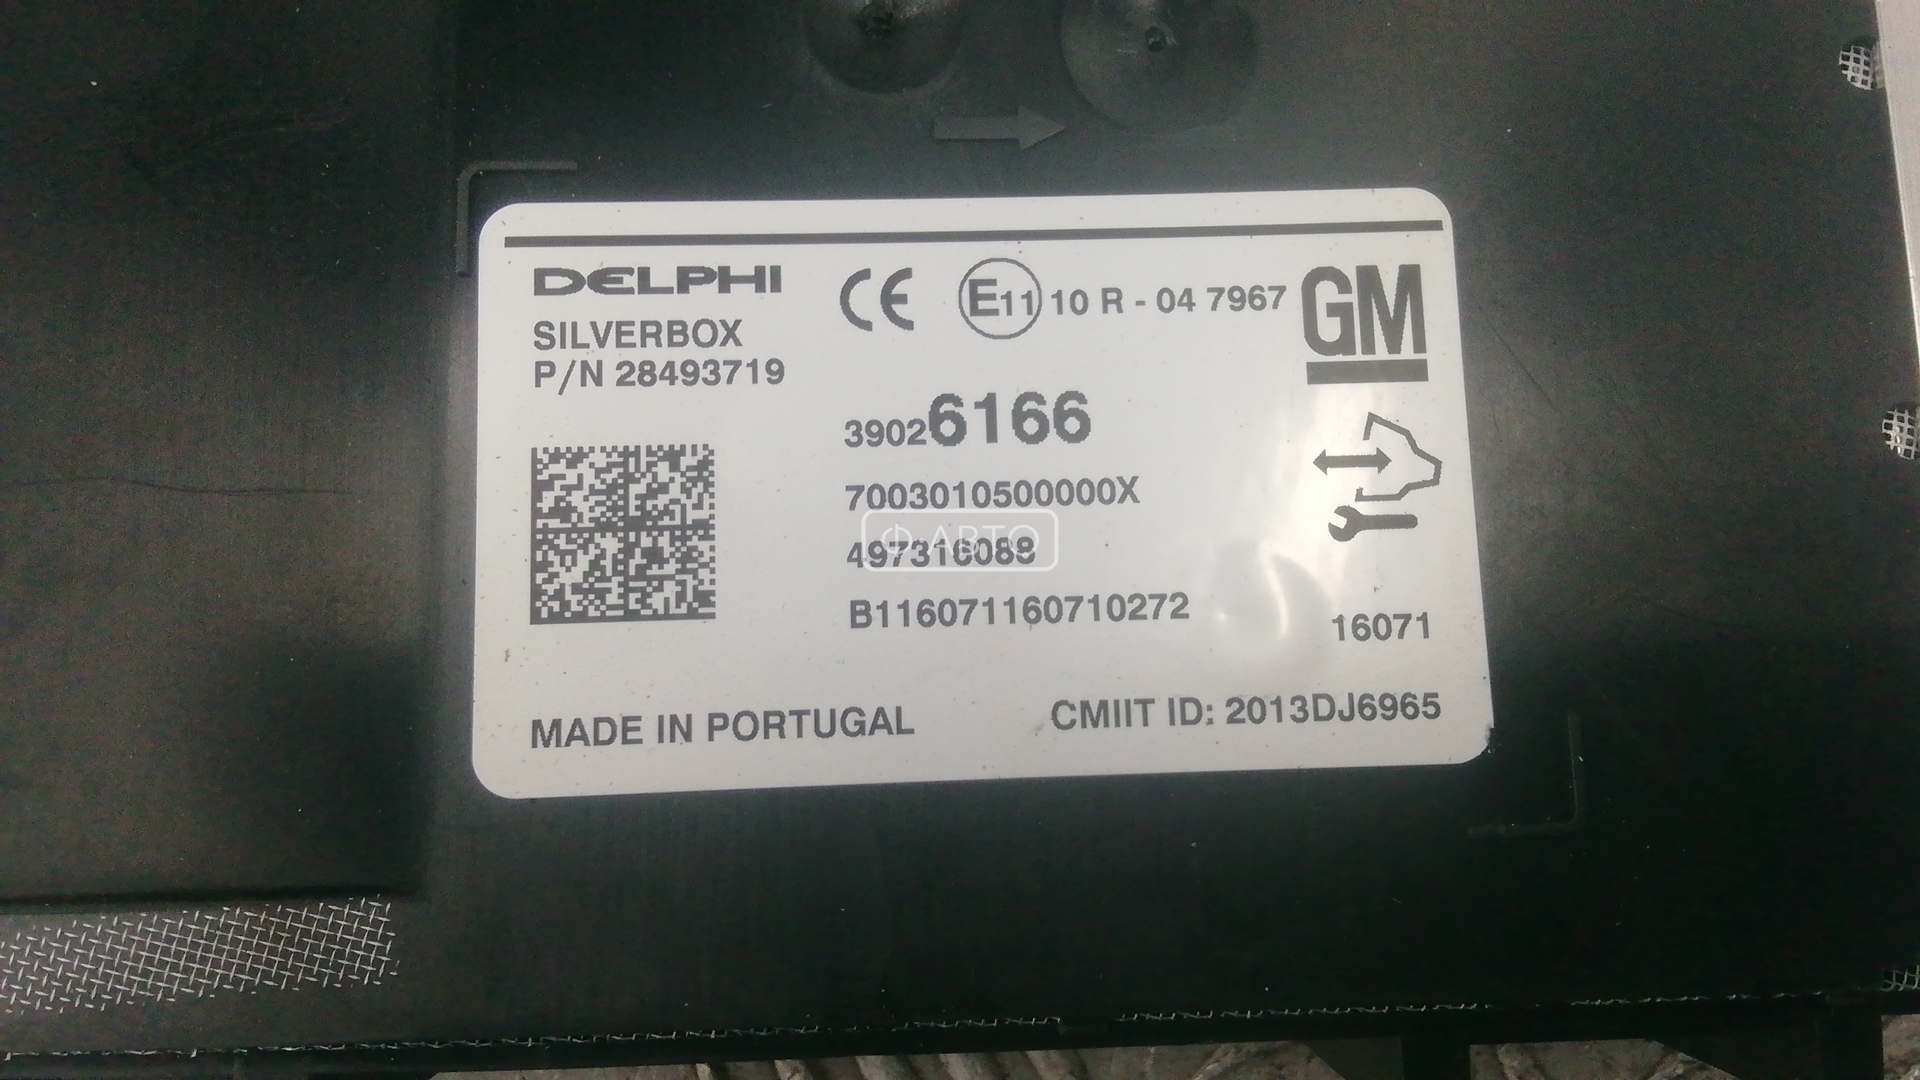 DELPHI
SILVERBOX
P/N 28493719
CE E11 10 R - 04 7967
GM
39026166
7003010500000X
497316088
B116071160710272
16071
MADE IN PORTUGAL
CMIIT ID: 2013DJ6965
Ф АВТО